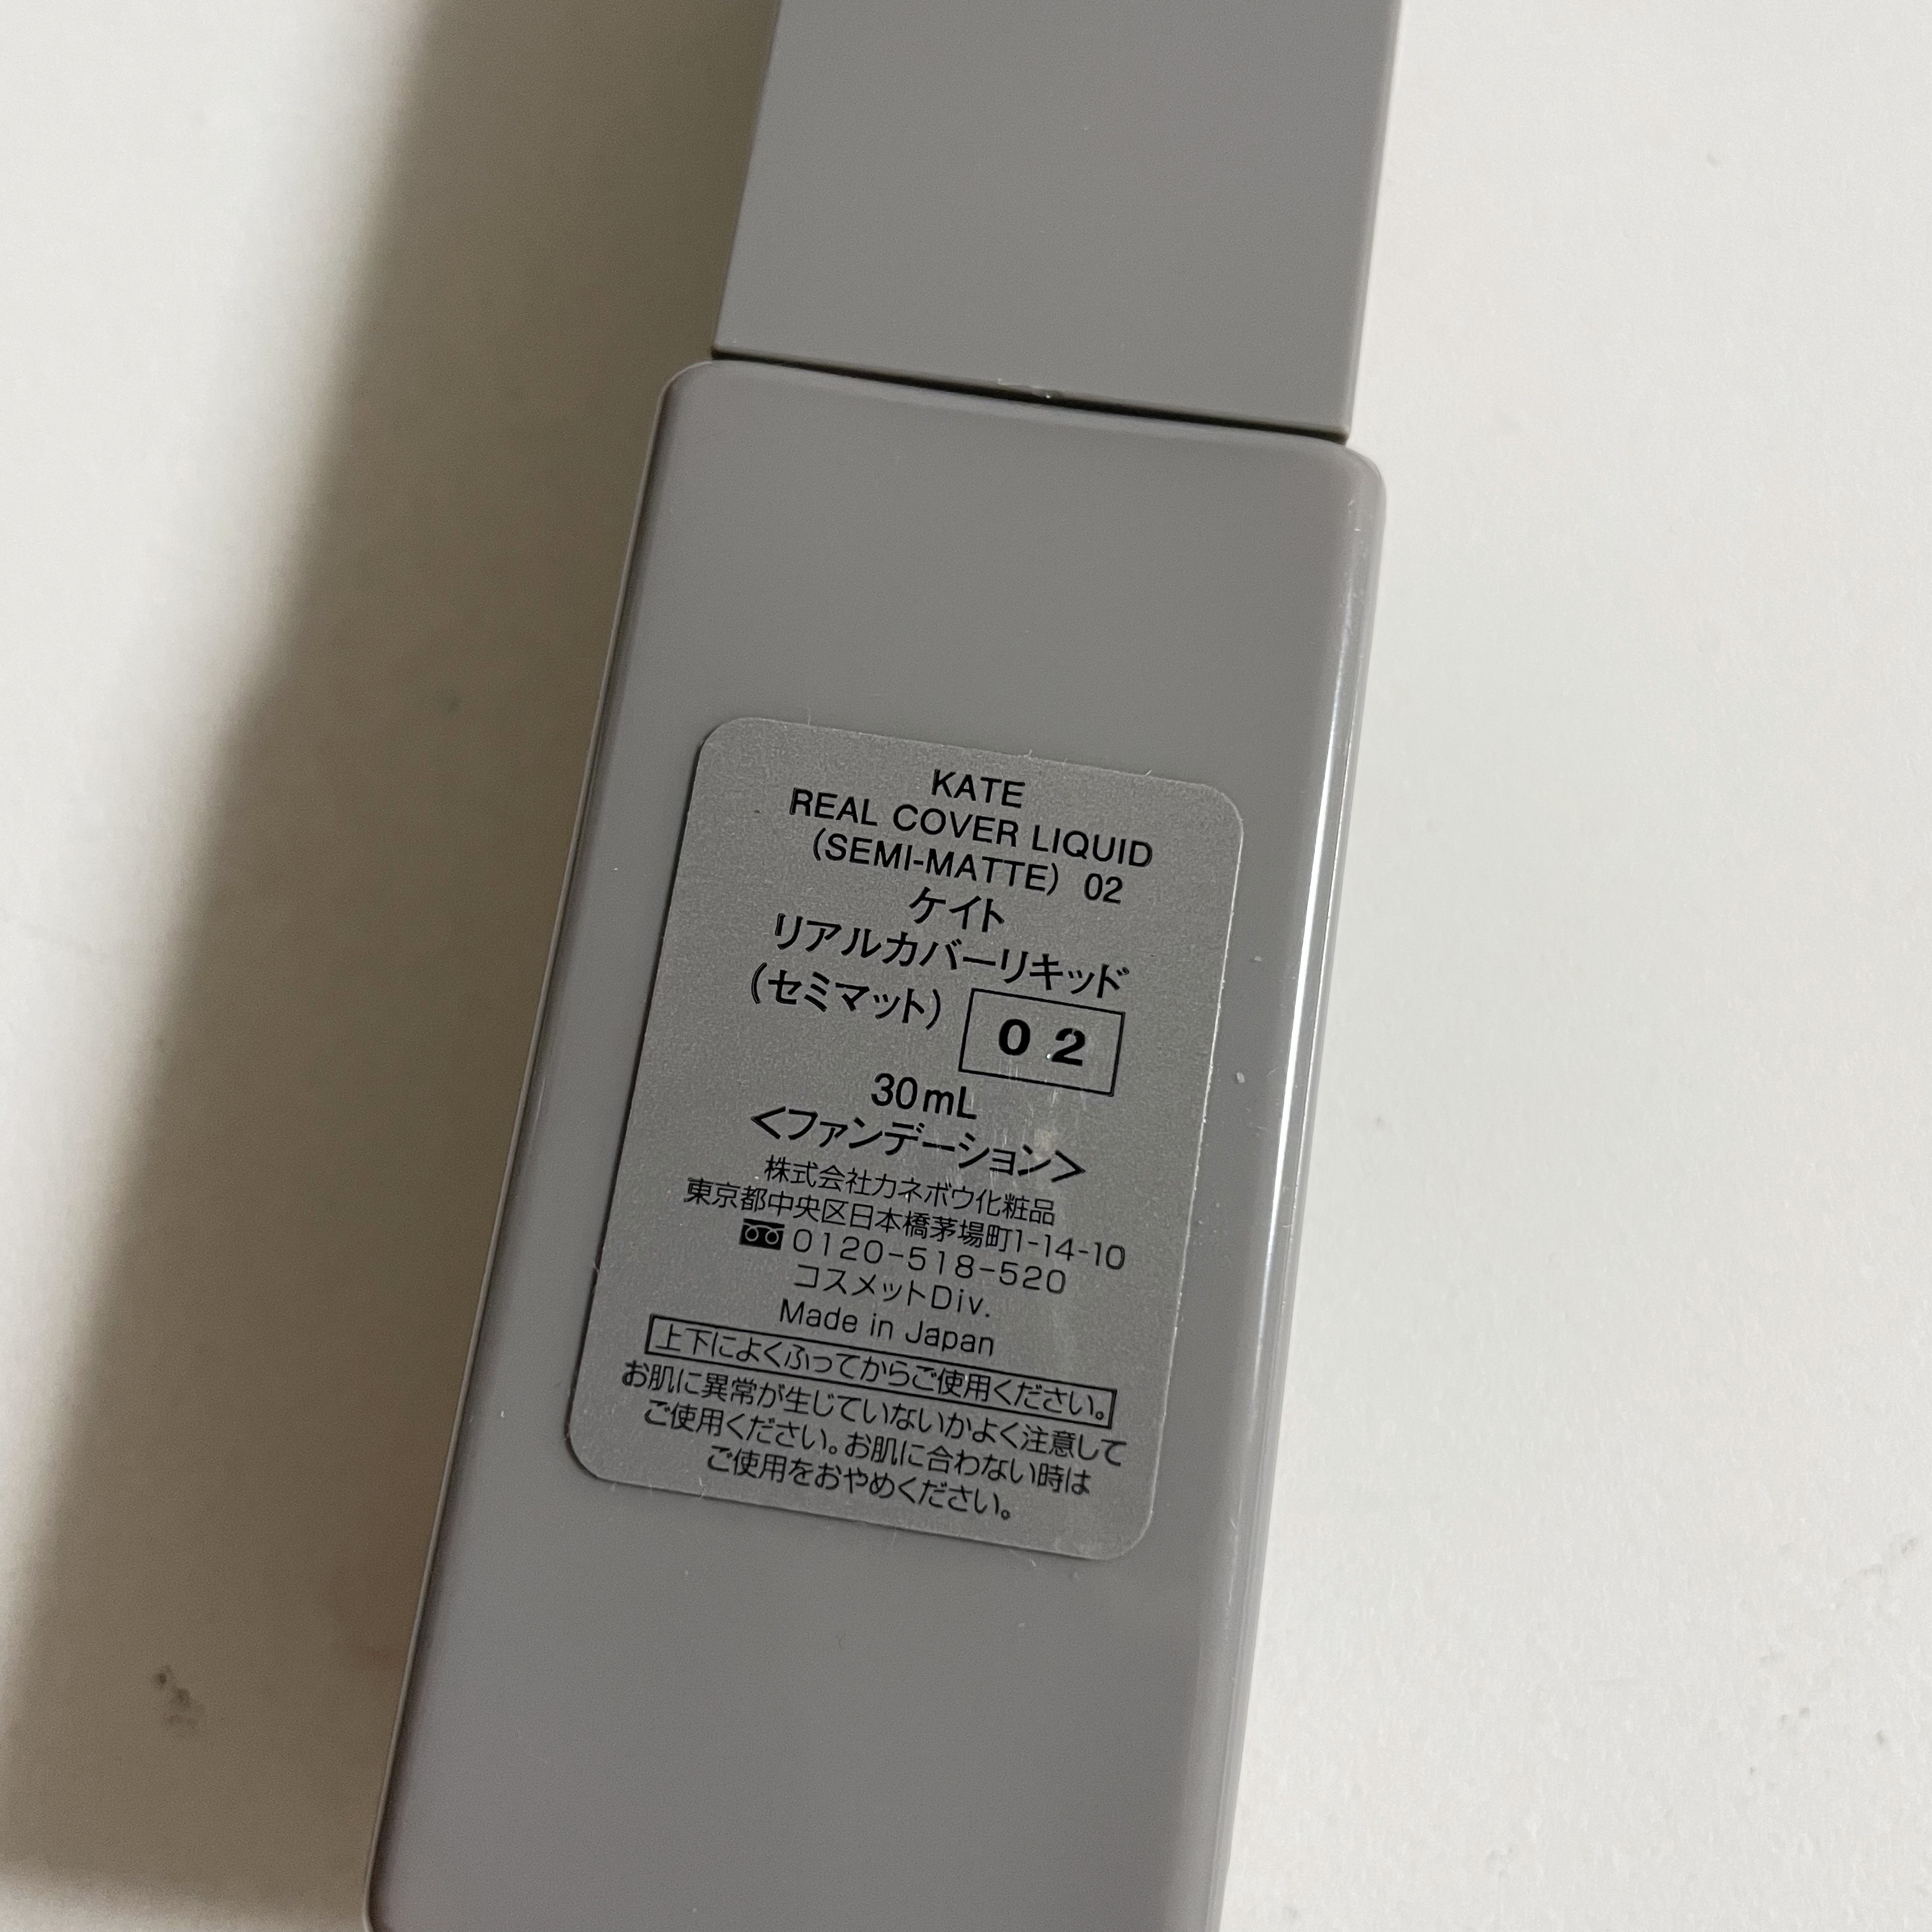 KATE
REAL COVER LIQUID
(SEMI-MATTE) 02
ケイト
リアルカバーリキッド
(セミマット) 02
30mL
<ファンデーション>
株式会社カネボウ化粧品
東京都中央区日本橋茅場町1-14-10
0120-518-520
コスメットDiv.
Made in Japan
上下によくふってからご使用ください。
お肌に異常が生じていないかよく注意して
ご使用ください。お肌に合わない時は
ご使用をおやめください。